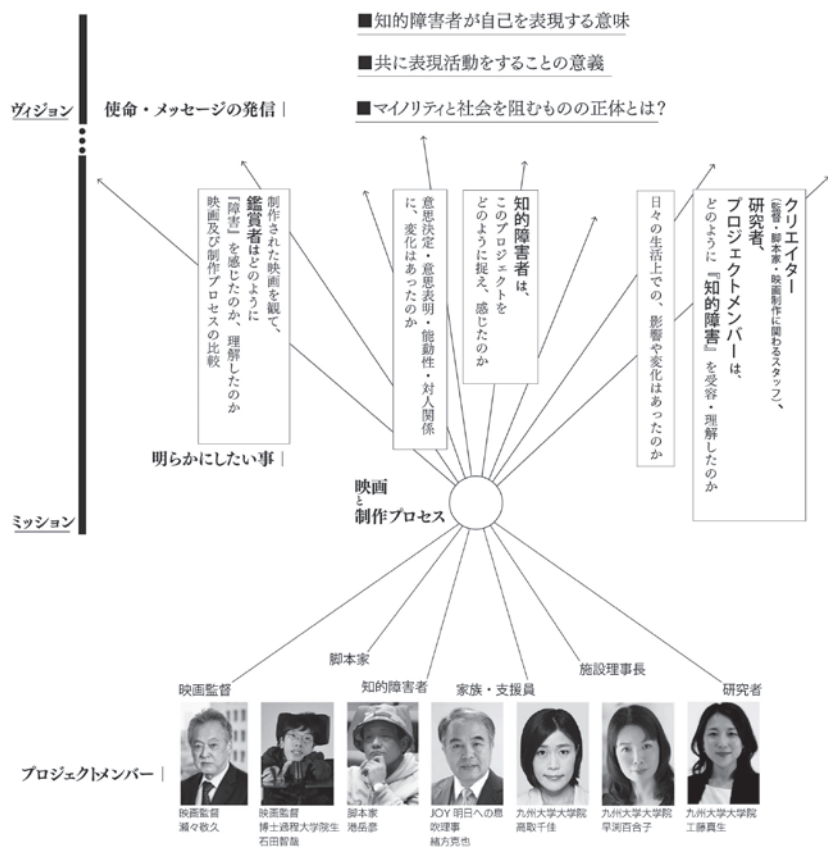 ■知的障害者が自己を表現する意味
■共に表現活動をすることの意義
■マイノリティと社会を阻むものの正体とは？
ヴィジョン
使命・メッセージの発信｜
クリエイター
（監督・脚本家・映画制作に関わるスタッフ）、
研究者、
プロジェクトメンバーは、
どのように『知的障害』を受容・理解したのか
日々の生活上での、影響や変化はあったのか
知的障害者は、
このプロジェクトを
どのように捉え、感じたのか
意思決定・意思表明・能動性・対人関係
に、変化はあったのか
制作された映画を観て、
鑑賞者はどのように
『障害』を感じたのか、理解したのか
映画及び制作プロセスの比較
明らかにしたい事｜
ミッション
映画
と
制作プロセス
脚本家
施設理事長
映画監督
知的障害者
家族・支援員
研究者
プロジェクトメンバー｜
映画監督
瀬々敬久
映画監督
博士過程大学院生
石田智哉
脚本家
港岳彦
JOY 明日への息
吹理事
緒方克也
九州大学大学院
高取千佳
九州大学大学院
早渕百合子
九州大学大学院
工藤真生